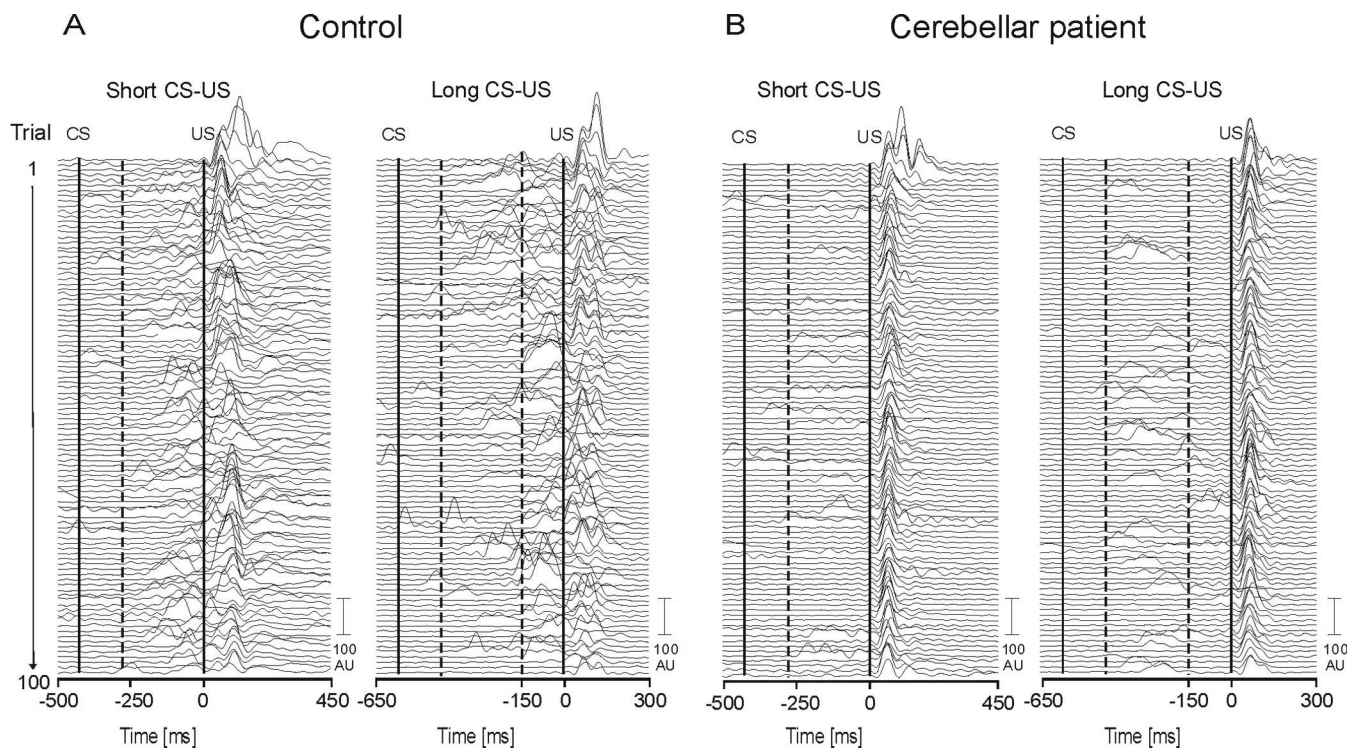 A Control
B Cerebellar patient
Short CS-US
Long CS-US
Short CS-US
Long CS-US
Trial
CS
US
CS
US
CS
US
CS
US
1
100
100
AU
100
AU
100
AU
100
AU
-500 -250 0 450
-650 -150 0 300
-500 -250 0 450
-650 -150 0 300
Time [ms]
Time [ms]
Time [ms]
Time [ms]